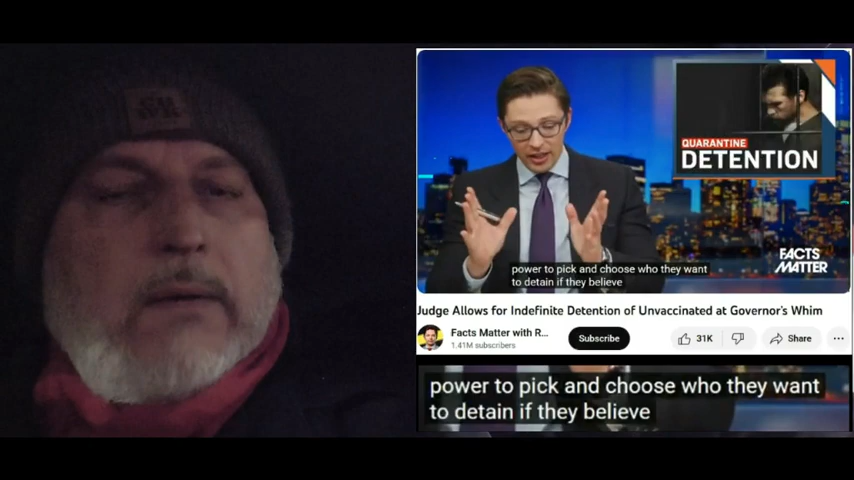 QUARANTINE
DETENTION
FACTS
MATTER
power to pick and choose who they want
to detain if they believe
Judge Allows for Indefinite Detention of Unvaccinated at Governor's Whim
Facts Matter with R...
1.41M subscribers
Subscribe
31K
Share
power to pick and choose who they want
to detain if they believe